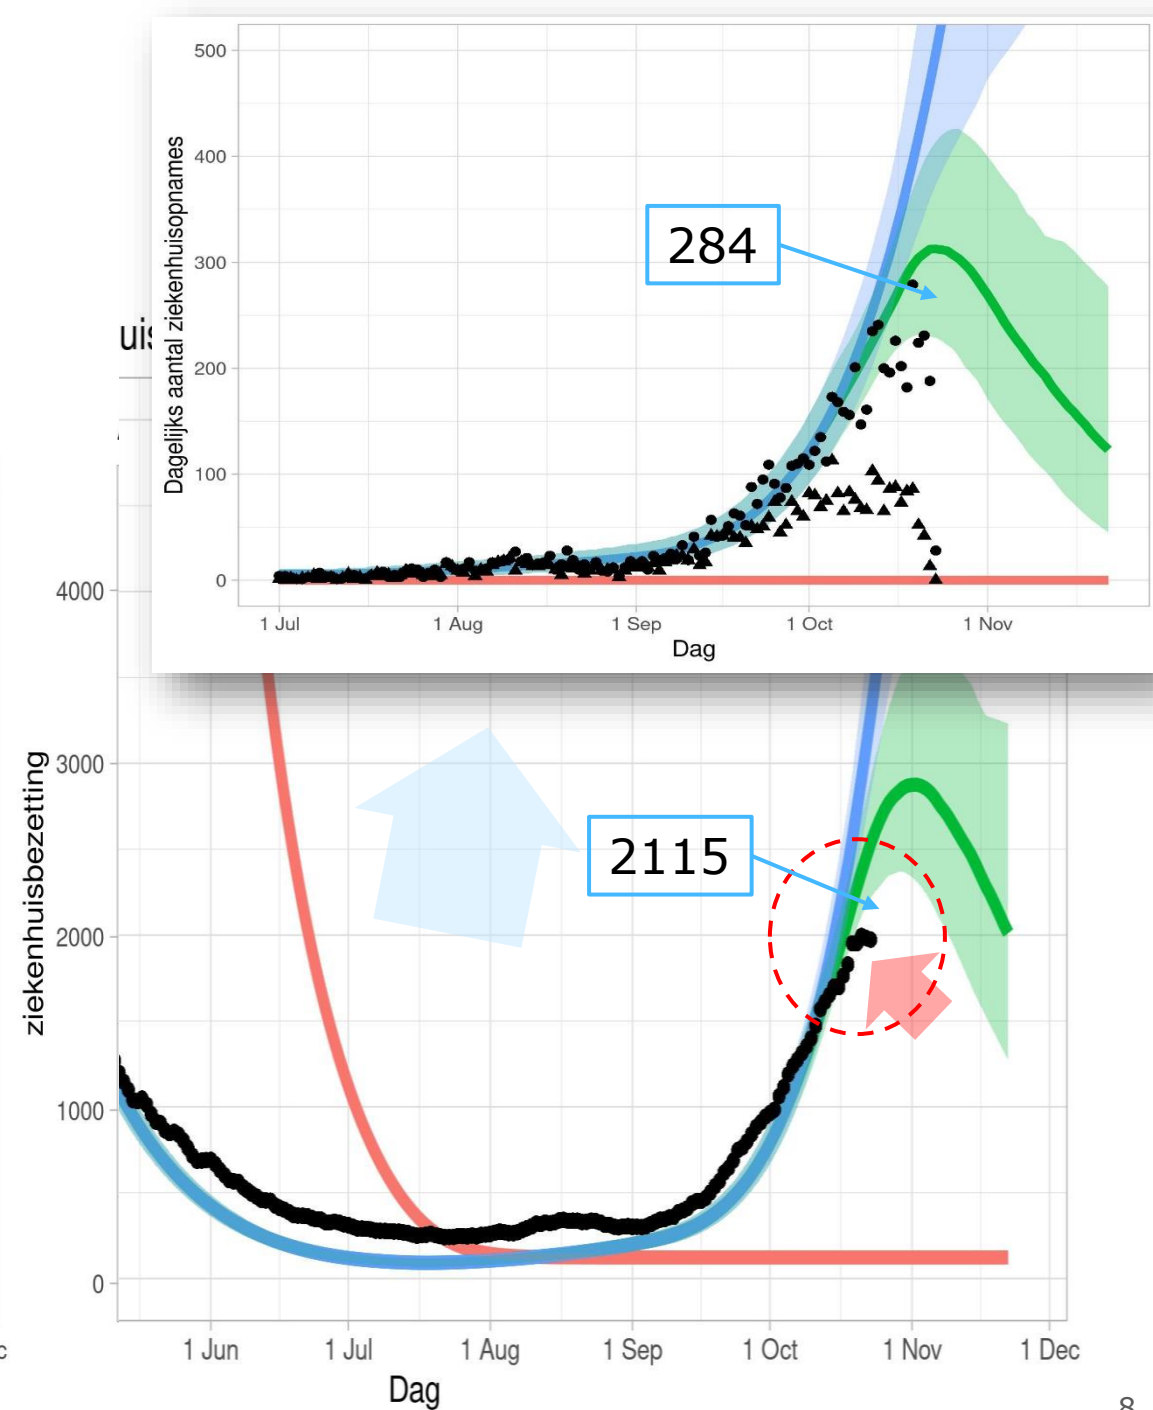 500
400
300
200
100
0
Dagelijks aantal ziekenhuisopnames
284
1 Jul
1 Aug
1 Sep
1 Oct
1 Nov
Dag
4000
3000
2000
1000
0
ziekenhuisbezetting
2115
1 Jun
1 Jul
1 Aug
1 Sep
1 Oct
1 Nov
1 Dec
Dag
8